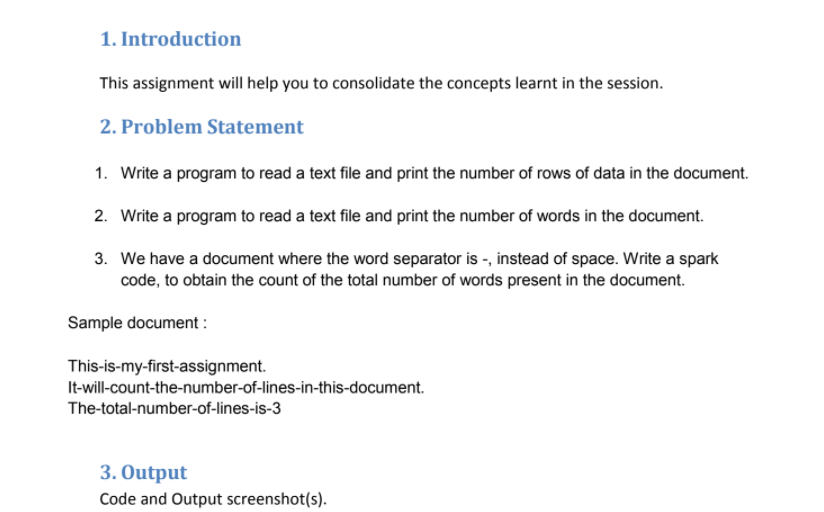 1. Introduction
This assignment will help you to consolidate the concepts learnt in the session.
2. Problem Statement
1. Write a program to read a text file and print the number of rows of data in the document.
2. Write a program to read a text file and print the number of words in the document.
3. We have a document where the word separator is -, instead of space. Write a spark
code, to obtain the count of the total number of words present in the document.
Sample document :
This-is-my-first-assignment.
It-will-count-the-number-of-lines-in-this-document.
The-total-number-of-lines-is-3
3. Output
Code and Output screenshot(s).